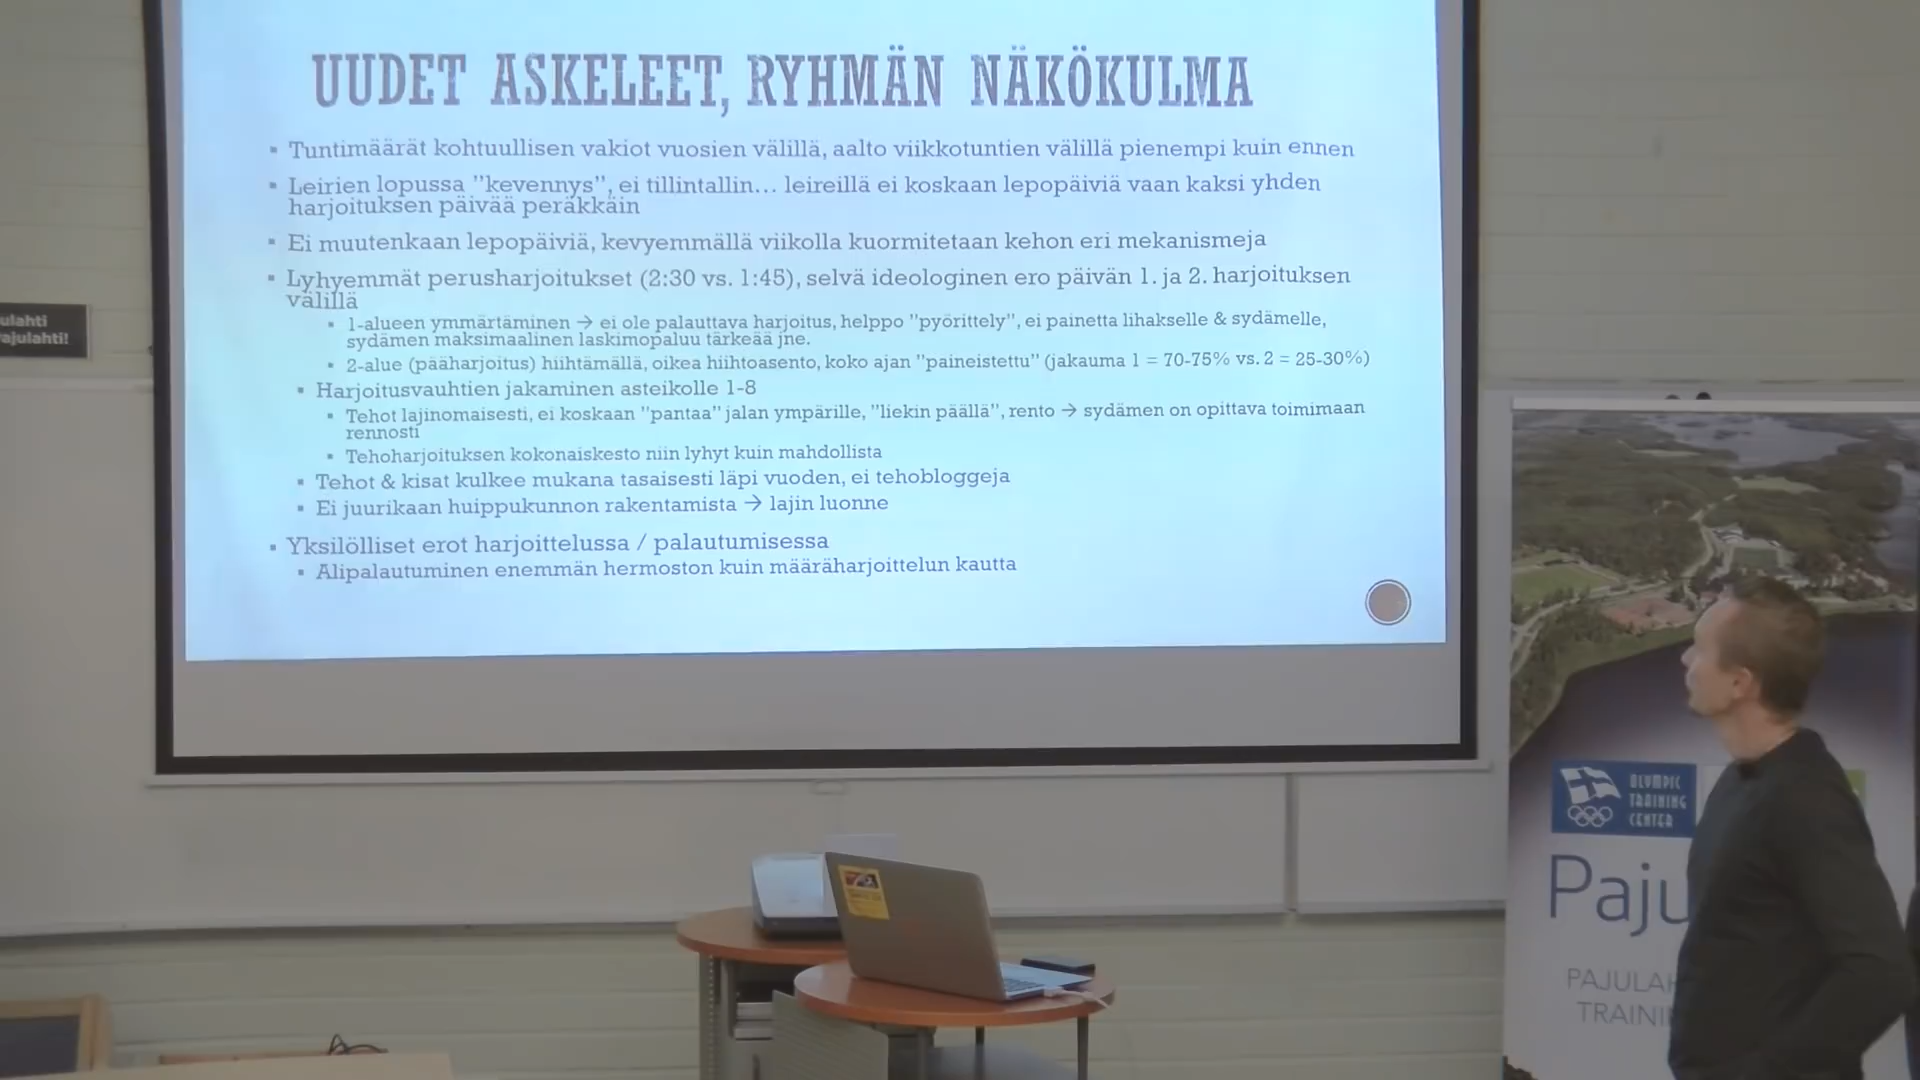 UUDET ASKELEET, RYHMÄN NÄKÖKULMA
▪ Tuntimäärät kohtuullisen vakiot vuosien välillä, aalto viikkotuntien välillä pienempi kuin ennen
▪ Leirien lopussa "kevennys", ei tillintallin... leireillä ei koskaan lepopäiviä vaan kaksi yhden
harjoituksen päivää peräkkäin
▪ Ei muutenkaan lepopäiviä, kevyemmällä viikolla kuormitetaan kehon eri mekanismeja
▪ Lyhyemmät perusharjoitukset (2:30 vs. 1:45), selvä ideologinen ero päivän 1. ja 2. harjoituksen
välillä
▪ 1-alueen ymmärtäminen → ei ole palauttava harjoitus, helppo "pyörittely", ei painetta lihakselle & sydämelle,
sydämen maksimaalinen laskimopaluu tärkeää jne.
▪ 2-alue (pääharjoitus) hiihtämällä, oikea hiihtoasento, koko ajan "paineistettu" (jakauma 1 = 70-75% vs. 2 = 25-30%)
▪ Harjoitusvauhtien jakaminen asteikolle 1-8
▪ Tehot lajinomaisesti, ei koskaan "pantaa" jalan ympärille, "liekin päällä", rento → sydämen on opittava toimimaan
rennosti
▪ Tehoharjoituksen kokonaiskesto niin lyhyt kuin mahdollista
▪ Tehot & kisat kulkee mukana tasaisesti läpi vuoden, ei tehobloggeja
▪ Ei juurikaan huippukunnon rakentamista → lajin luonne
▪ Yksilölliset erot harjoittelussa / palautumisessa
▪ Alipalautuminen enemmän hermoston kuin määräharjoittelun kautta
ulahti
ajulahti!
OLYMPIC
TRAINING
CENTER
Paju
PAJULAH
TRAINI